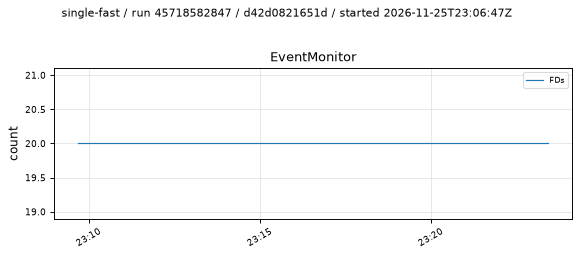 single-fast / run 45718582847 / d42d0821651d / started 2026-11-25T23:06:47Z
EventMonitor
FDs
21.0
20.5
20.0
19.5
19.0
count
23:10
23:15
23:20